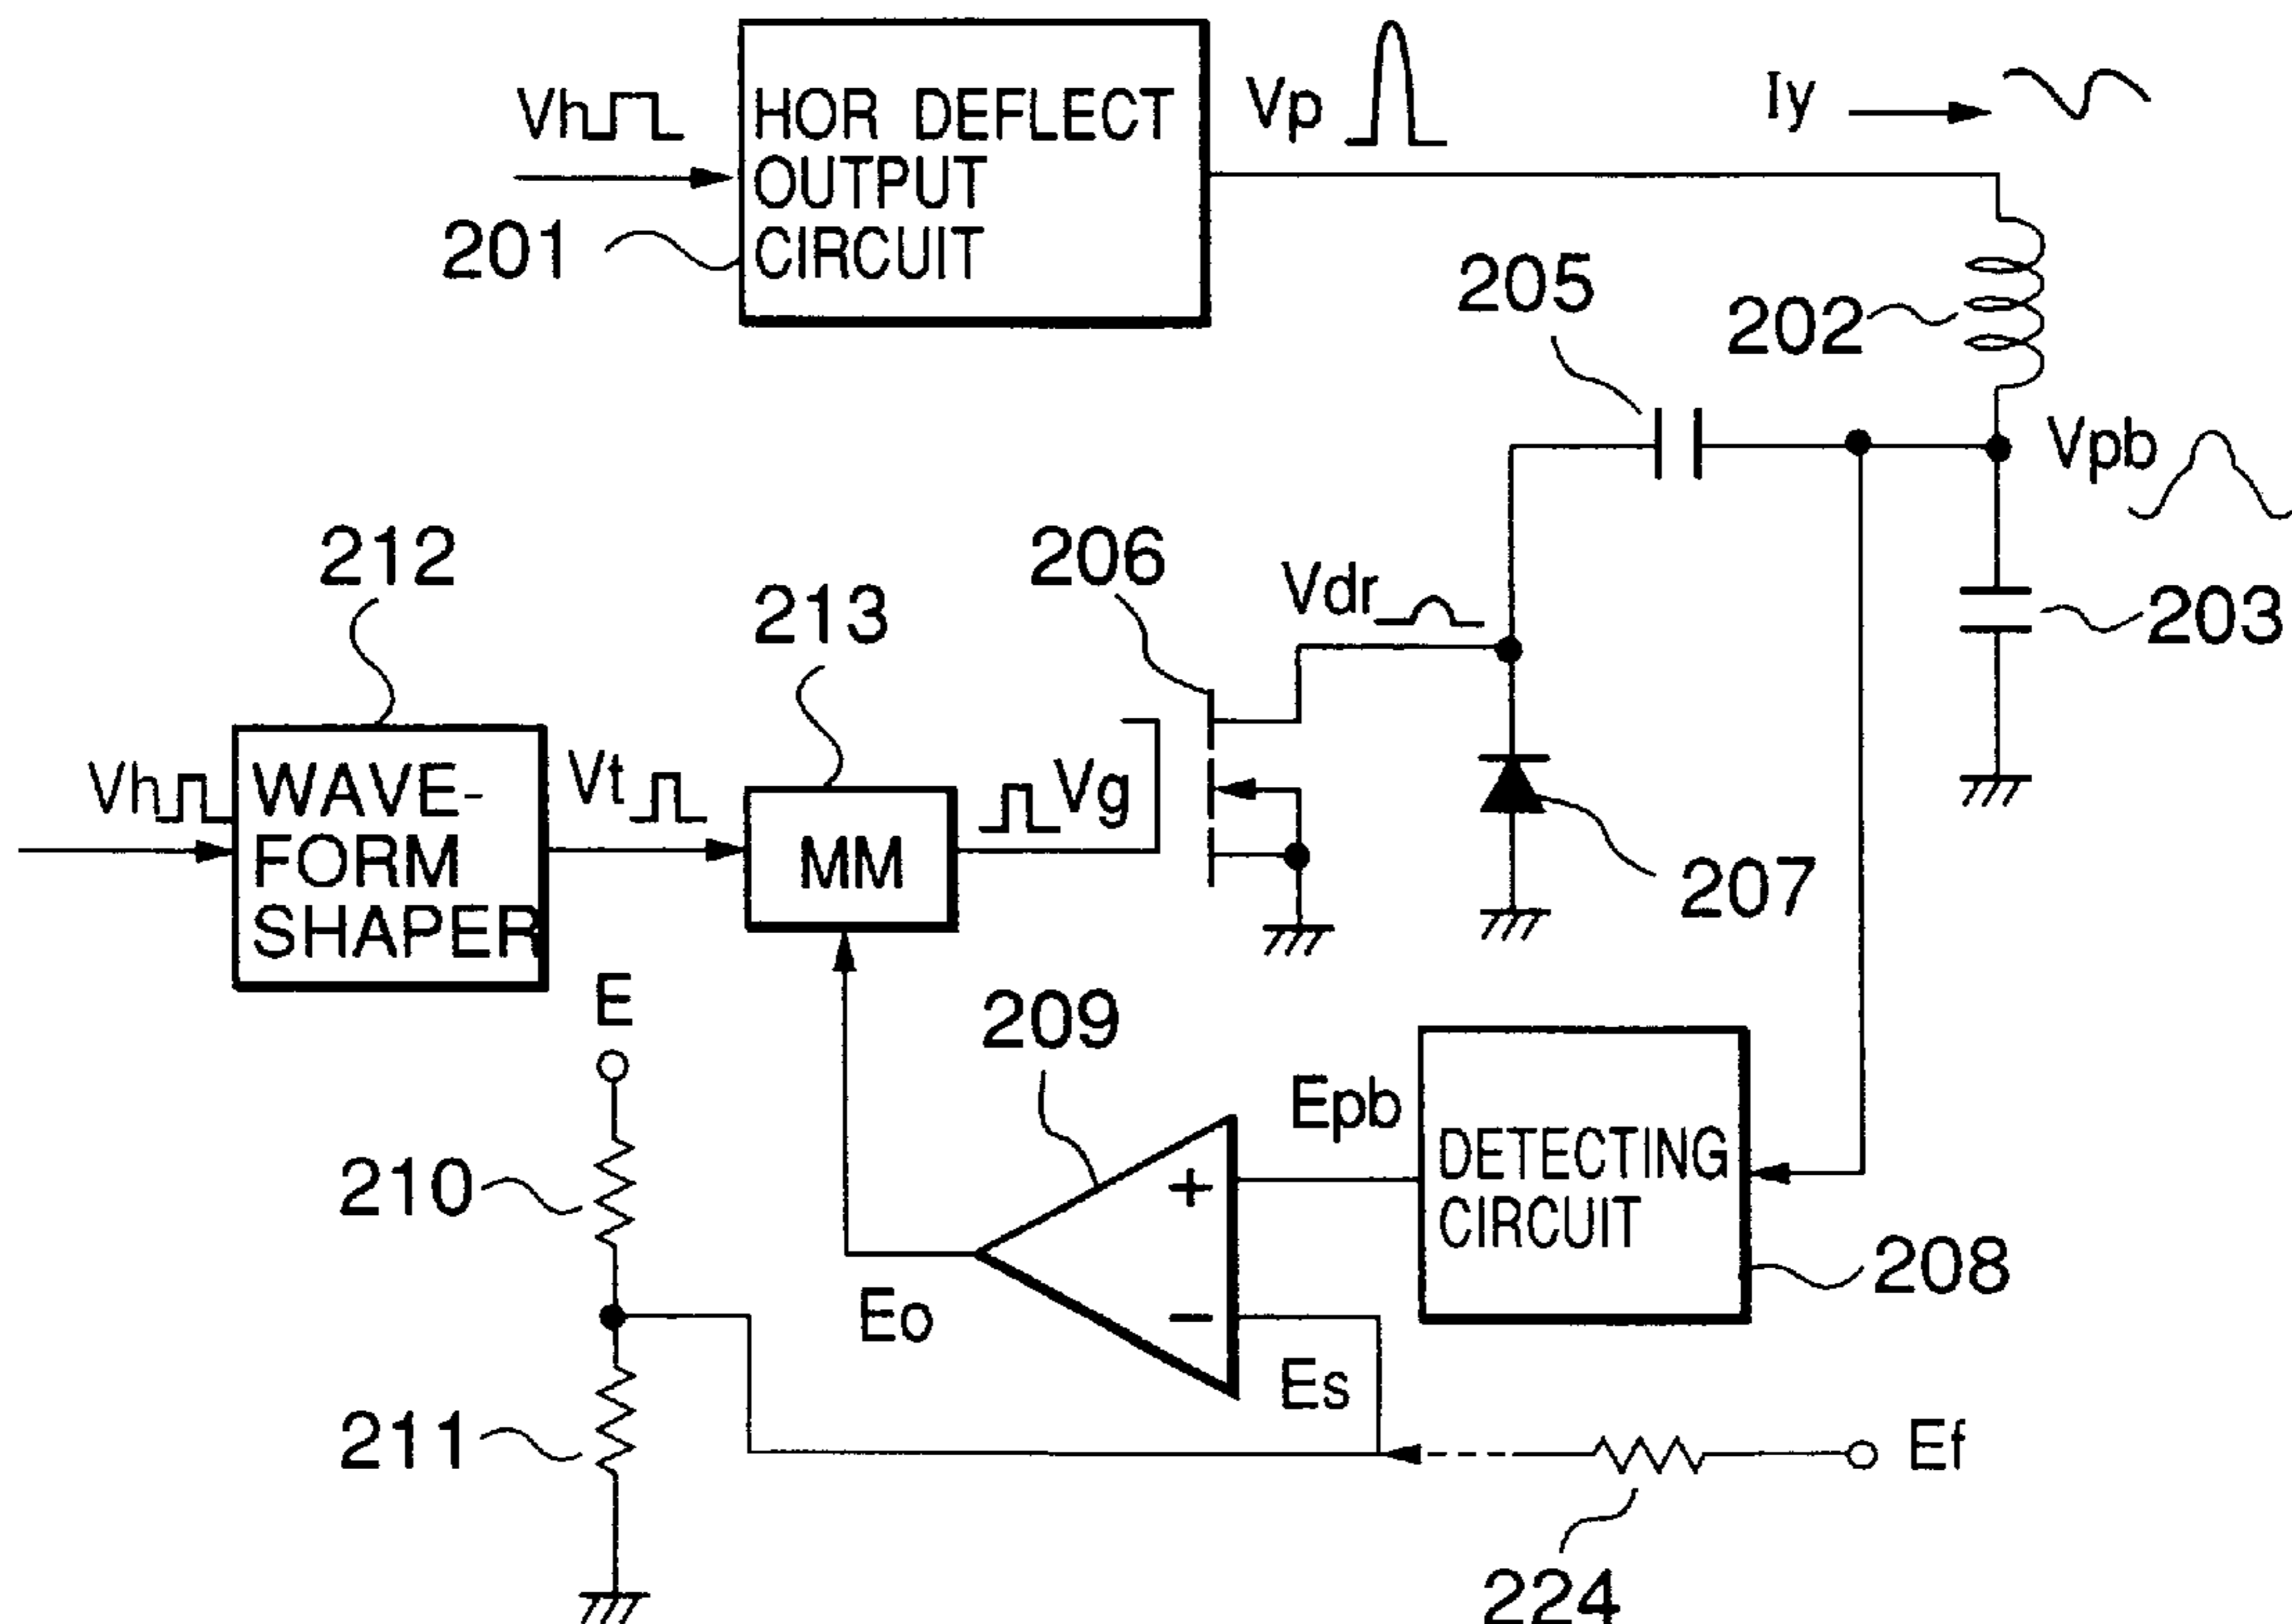 Vh
HOR DEFLECT
OUTPUT
CIRCUIT
201
Vp
Iy
205
202
Vpb
203
212
213
206
Vdr
Vh
WAVE-
FORM
SHAPER
Vt
MM
Vg
207
E
209
Epb
DETECTING
CIRCUIT
208
210
+
−
Eo
Es
211
Ef
224